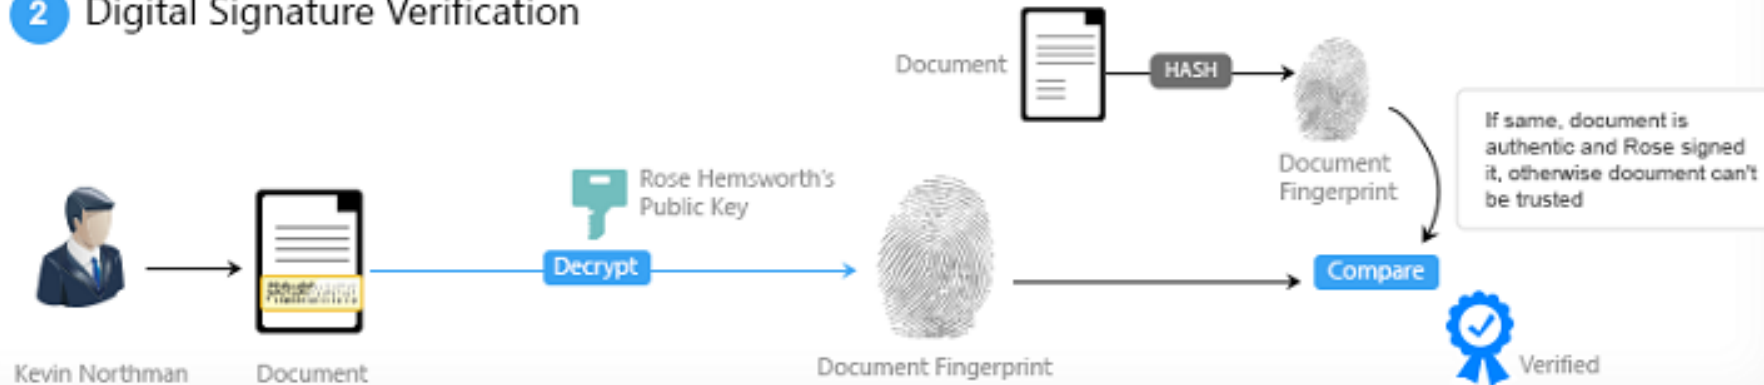 2 Digital Signature Verification
Document
HASH
Document
Fingerprint
If same, document is
authentic and Rose signed
it, otherwise document can't
be trusted
Rose Hemsworth's
Public Key
Decrypt
Compare
Kevin Northman
Document
Document Fingerprint
Verified